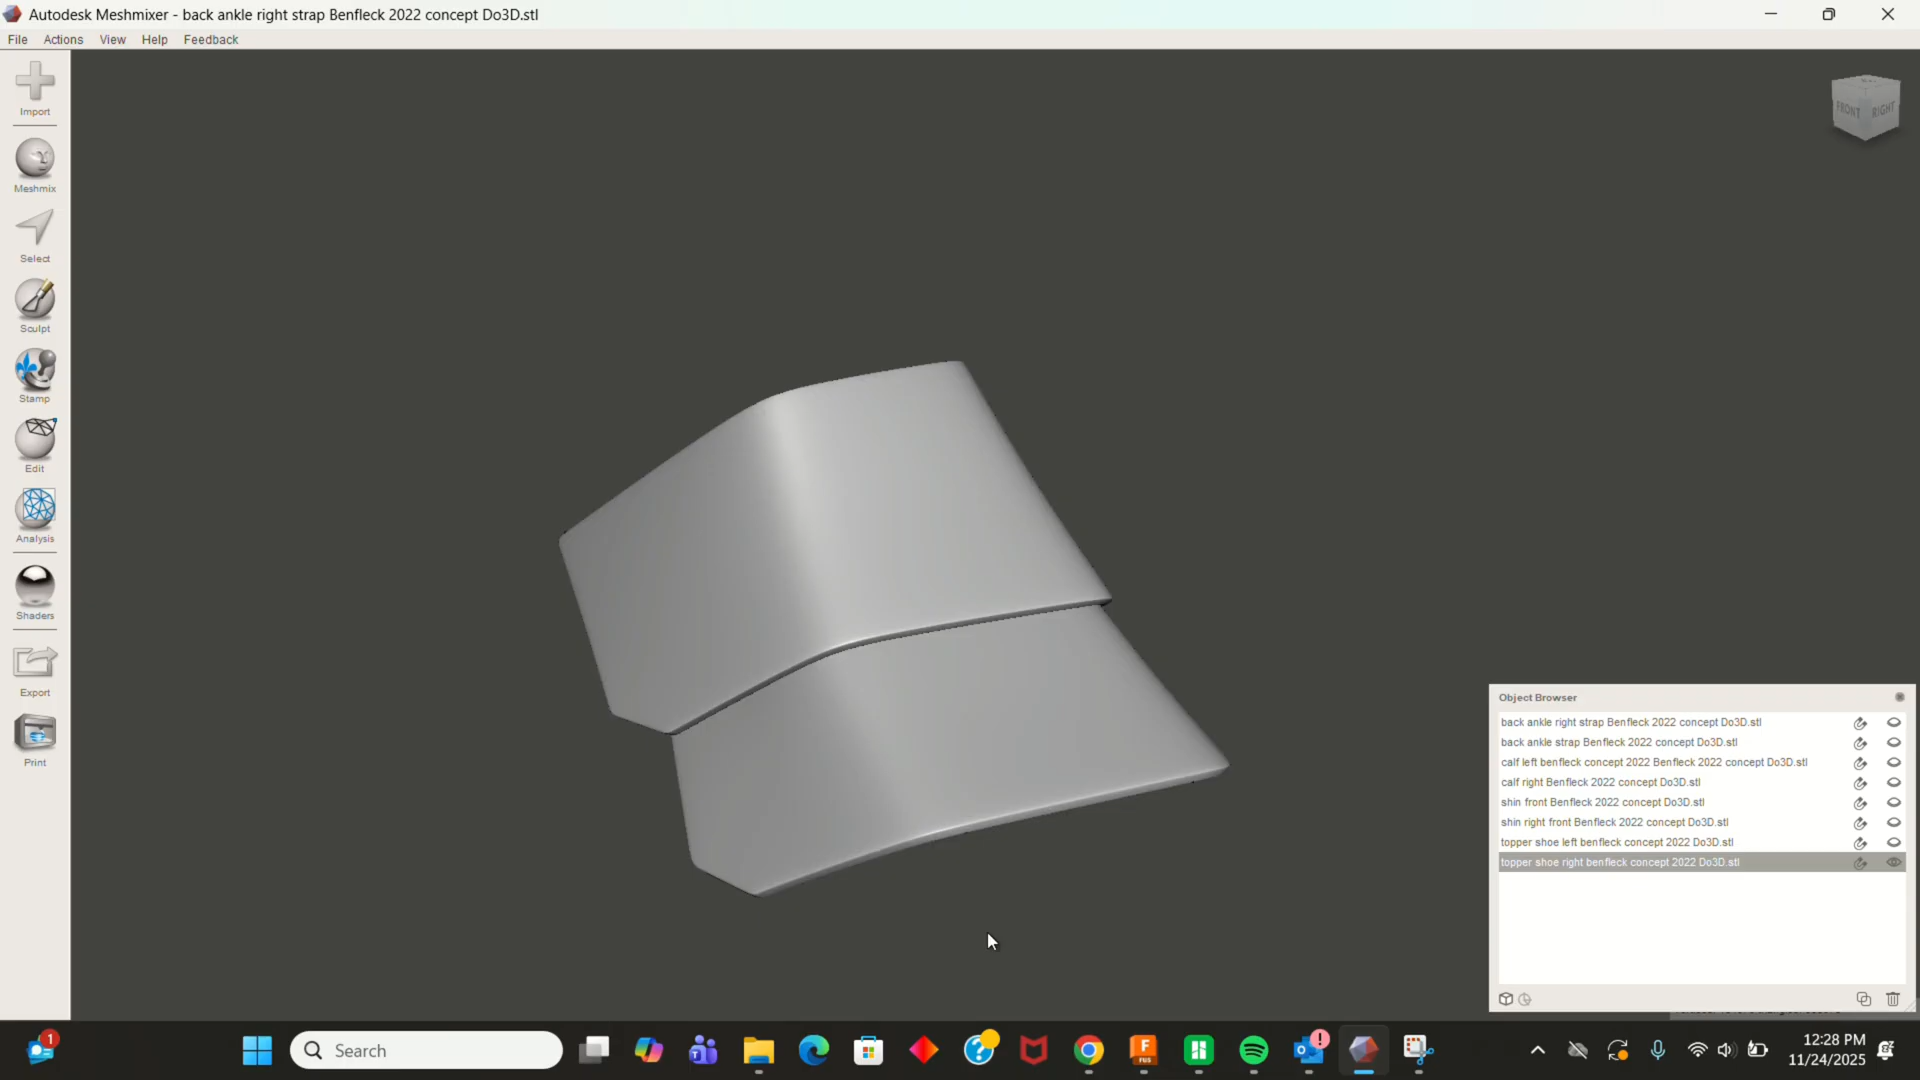 Autodesk Meshmixer - back ankle right strap Benfleck 2022 concept Do3D.stl
File Actions View Help Feedback
Import
Meshmix
Select
Sculpt
Stamp
Edit
Analysis
Shaders
Export
Print
FRONT RIGHT
Object Browser
back ankle right strap Benfleck 2022 concept Do3D.stl
back ankle strap Benfleck 2022 concept Do3D.stl
calf left benfleck concept 2022 Benfleck 2022 concept Do3D.stl
calf right Benfleck 2022 concept Do3D.stl
shin front Benfleck 2022 concept Do3D.stl
shin right front Benfleck 2022 concept Do3D.stl
topper shoe left benfleck concept 2022 Do3D.stl
topper shoe right benfleck concept 2022 Do3D.stl
1
Search
F
FUS
12:28 PM
11/24/2025